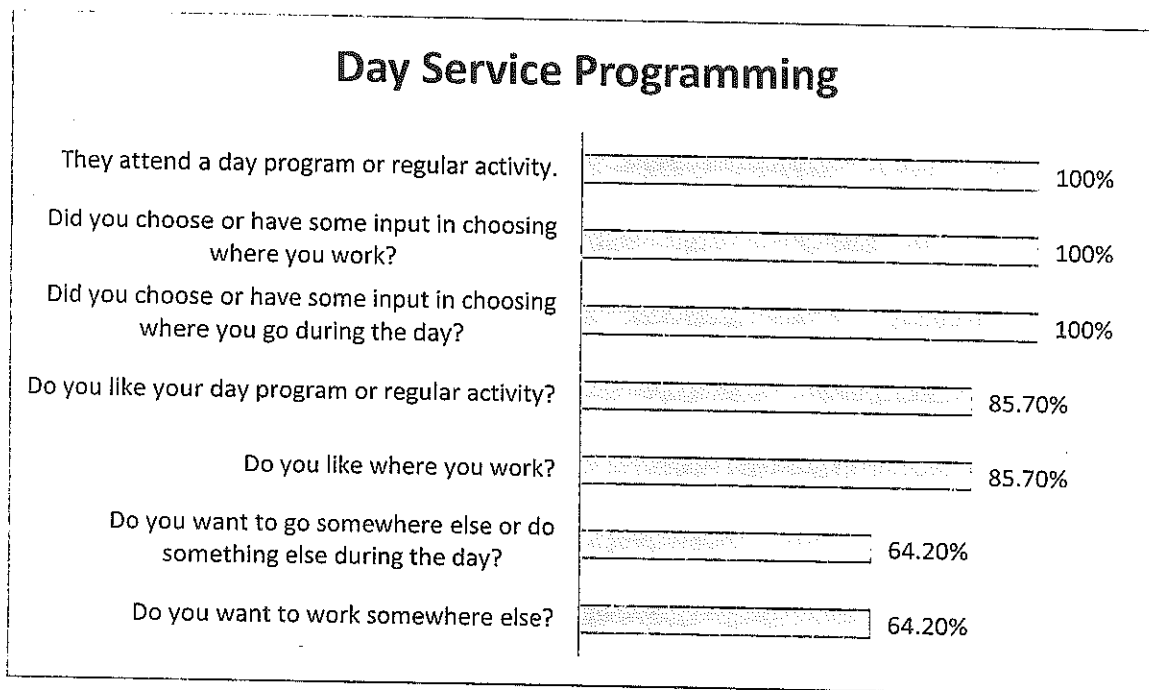 Day Service Programming
They attend a day program or regular activity.
100%
Did you choose or have some input in choosing
where you work?
100%
Did you choose or have some input in choosing
where you go during the day?
100%
Do you like your day program or regular activity?
85.70%
Do you like where you work?
85.70%
Do you want to go somewhere else or do
something else during the day?
64.20%
Do you want to work somewhere else?
64.20%